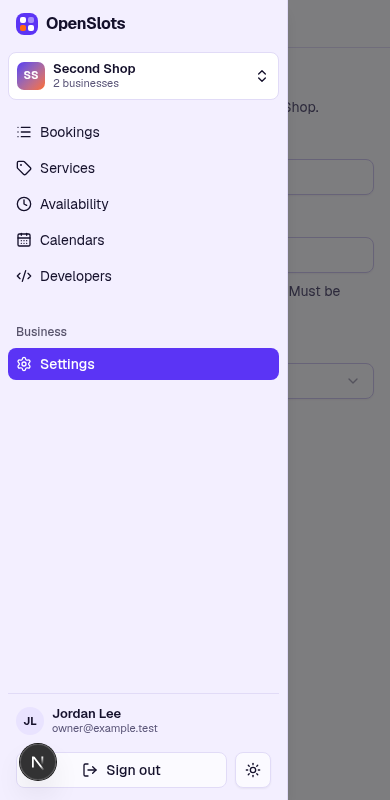 OpenSlots
SS
Second Shop
2 businesses
Shop.
Bookings
Services
Availability
Calendars
Must be
Developers
Business
Settings
JL
Jordan Lee
owner@example.test
N
Sign out